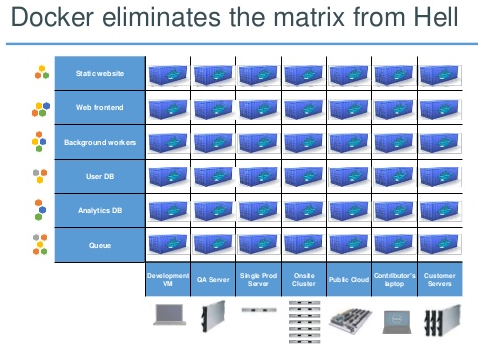 Docker eliminates the matrix from Hell
Static website
Web frontend
Background workers
User DB
Analytics DB
Queue
Development
VM
QA Server
Single Prod
Server
Onsite
Cluster
Public Cloud
Contributor's
laptop
Customer
Servers